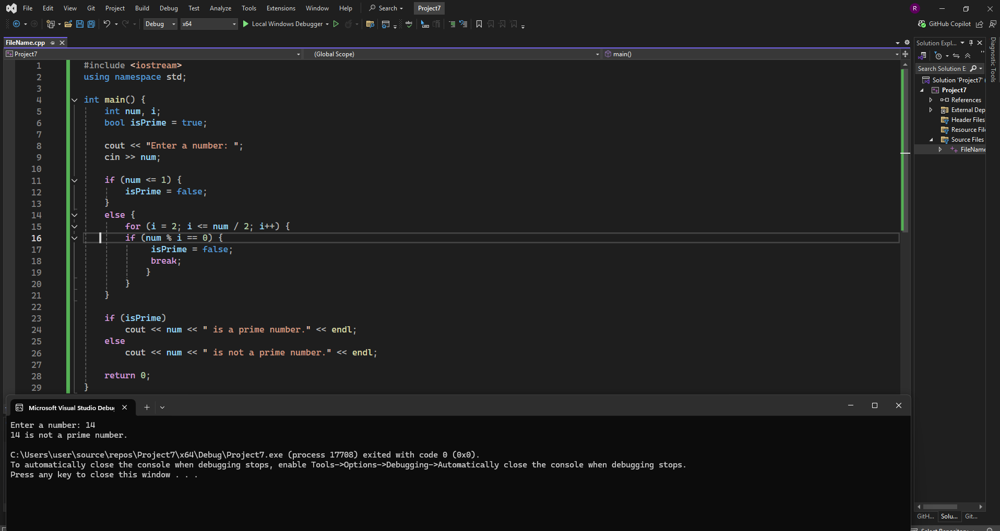 File Edit View Git Project Build Debug Test Analyze Tools Extensions Window Help Search Project7 R
Debug x64 Local Windows Debugger abc GitHub Copilot
FileName.cpp
Project7 (Global Scope) main()
1 #include <iostream>
2 using namespace std;
3
4 int main() {
5 int num, i;
6 bool isPrime = true;
7
8 cout << "Enter a number: ";
9 cin >> num;
10
11 if (num <= 1) {
12 isPrime = false;
13 }
14 else {
15 for (i = 2; i <= num / 2; i++) {
16 if (num % i == 0) {
17 isPrime = false;
18 break;
19 }
20 }
21 }
22
23 if (isPrime)
24 cout << num << " is a prime number." << endl;
25 else
26 cout << num << " is not a prime number." << endl;
27
28 return 0;
29 }
Solution Expl...
Search Solution E
Solution 'Project7' (
Project7
References
External Dep
Header Files
Resource File
Source Files
FileName
Diagnostic Tools
Microsoft Visual Studio Debug
Enter a number: 14
14 is not a prime number.
C:\Users\user\source\repos\Project7\x64\Debug\Project7.exe (process 17708) exited with code 0 (0x0).
To automatically close the console when debugging stops, enable Tools->Options->Debugging->Automatically close the console when debugging stops.
Press any key to close this window . . .
GitH... Solu... Git...
Select Repository